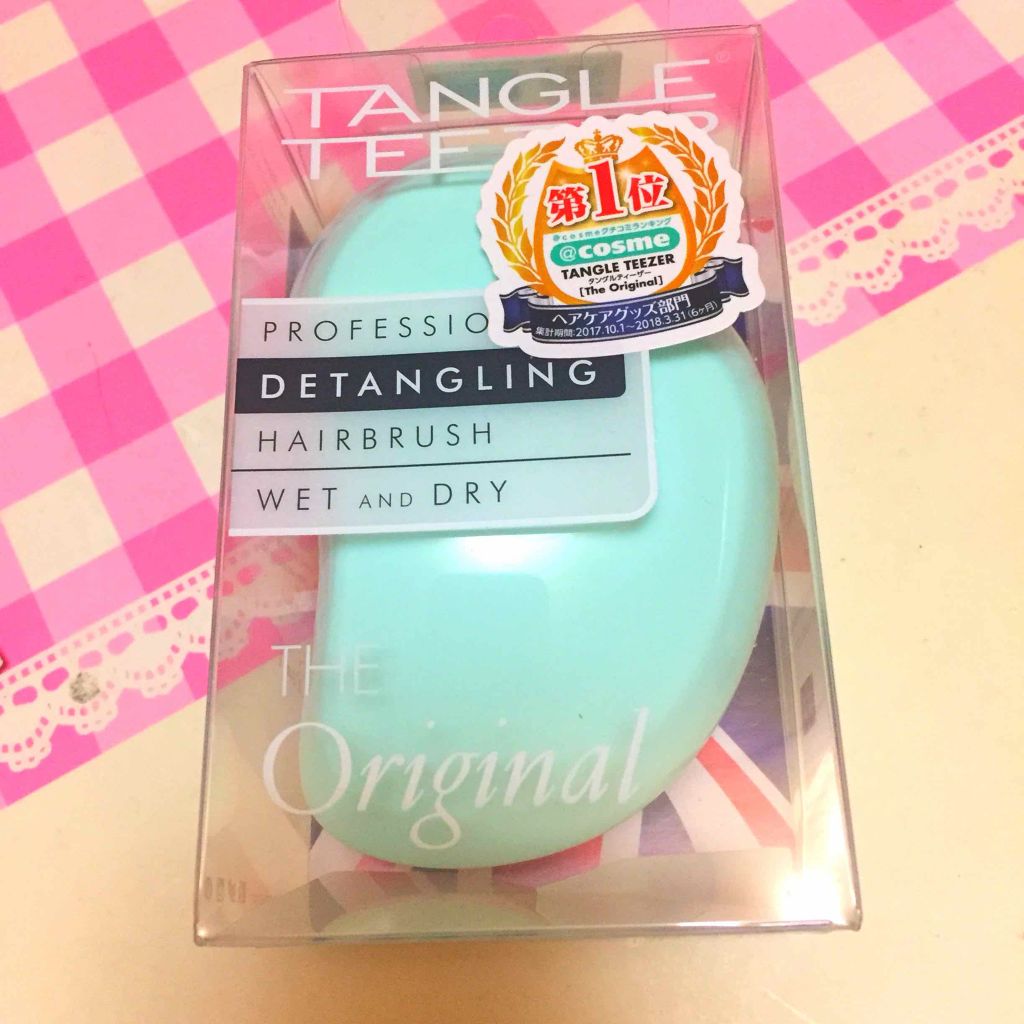 TANGLE
第1位
@cosmeクチコミランキング
@cosme
TANGLE TEEZER
タングルティーザー
[The Original]
ヘアケアグッズ部門
集計期間:2017.10.1〜2018.3.31(6ヶ月)
DETANGLING
HAIRBRUSH
WET AND DRY
THE
Original